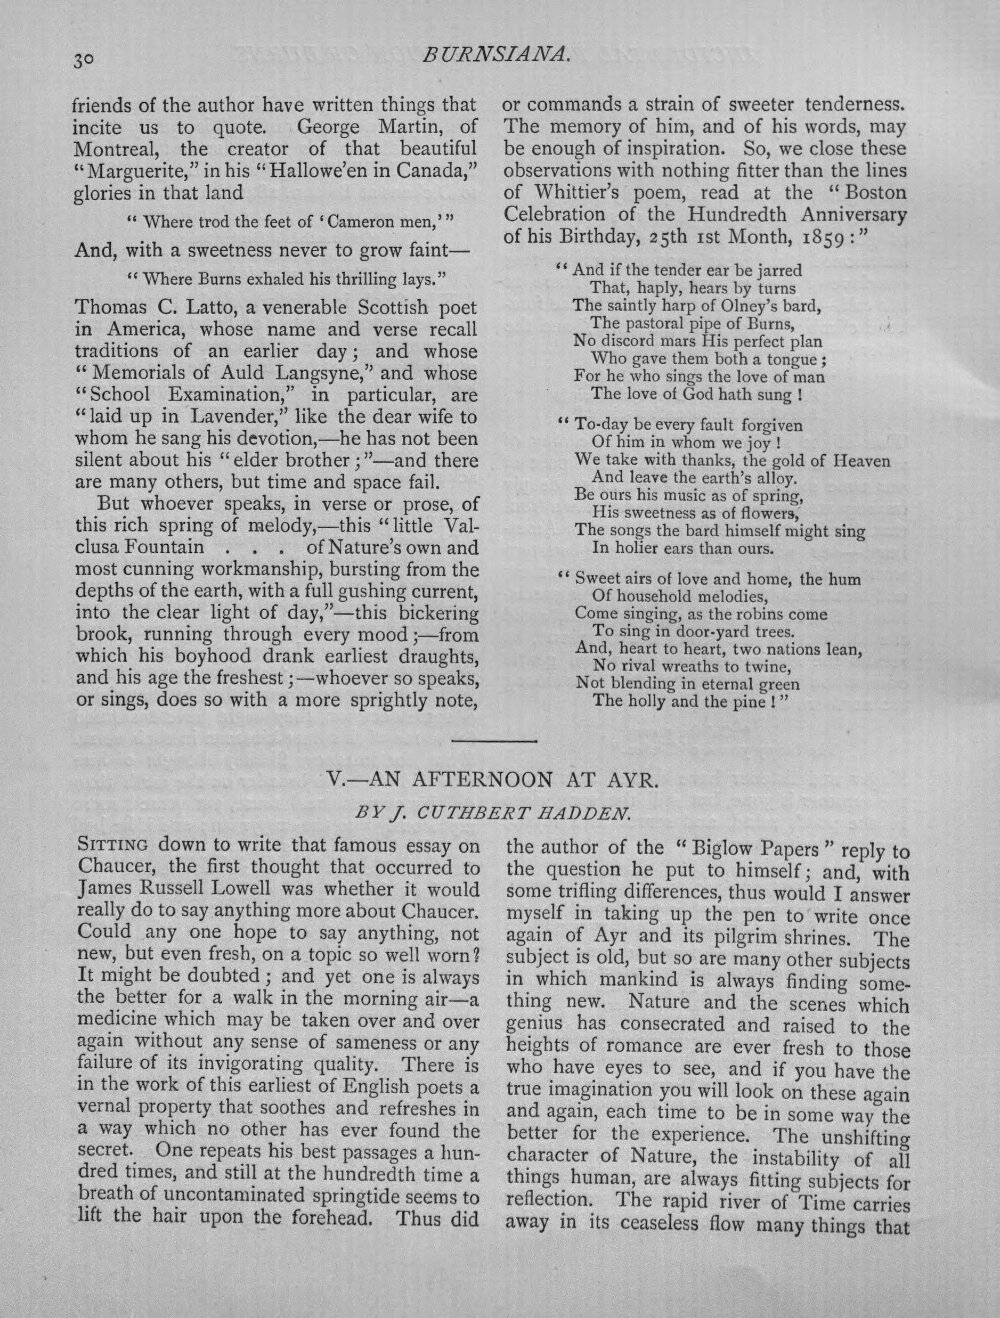 30
BURNSIANA.
friends of the author have written things that
incite us to quote. George Martin, of
Montreal, the creator of that beautiful
“Marguerite,” in his “Hallowe'en in Canada,”
glories in that land
“ Where trod the feet of ‘Cameron men,’”
And, with a sweetness never to grow faint—
“ Where Burns exhaled his thrilling lays.”
Thomas C. Latto, a venerable Scottish poet
in America, whose name and verse recall
traditions of an earlier day; and whose
“ Memorials of Auld Langsyne,” and whose
“School Examination,” in particular, are
“laid up in Lavender,” like the dear wife to
whom he sang his devotion,—he has not been
silent about his “elder brother;”—and there
are many others, but time and space fail.
But whoever speaks, in verse or prose, of
this rich spring of melody,—this “little Val-
clusa Fountain . . . of Nature's own and
most cunning workmanship, bursting from the
depths of the earth, with a full gushing current,
into the clear light of day,”—this bickering
brook, running through every mood;—from
which his boyhood drank earliest draughts,
and his age the freshest;—whoever so speaks,
or sings, does so with a more sprightly note,
or commands a strain of sweeter tenderness.
The memory of him, and of his words, may
be enough of inspiration. So, we close these
observations with nothing fitter than the lines
of Whittier's poem, read at the “Boston
Celebration of the Hundredth Anniversary
of his Birthday, 25th 1st Month, 1859:”
“ And if the tender ear be jarred
That, haply, hears by turns
The saintly harp of Olney's bard,
The pastoral pipe of Burns,
No discord mars His perfect plan
Who gave them both a tongue;
For he who sings the love of man
The love of God hath sung !
“ To-day be every fault forgiven
Of him in whom we joy !
We take with thanks, the gold of Heaven
And leave the earth's alloy.
Be ours his music as of spring,
His sweetness as of flowers,
The songs the bard himself might sing
In holier ears than ours.
“ Sweet airs of love and home, the hum
Of household melodies,
Come singing, as the robins come
To sing in door-yard trees.
And, heart to heart, two nations lean,
No rival wreaths to twine,
Not blending in eternal green
The holly and the pine ! ”
V.—AN AFTERNOON AT AYR.
BY J. CUTHBERT HADDEN.
SITTING down to write that famous essay on
Chaucer, the first thought that occurred to
James Russell Lowell was whether it would
really do to say anything more about Chaucer.
Could any one hope to say anything, not
new, but even fresh, on a topic so well worn?
It might be doubted; and yet one is always
the better for a walk in the morning air—a
medicine which may be taken over and over
again without any sense of sameness or any
failure of its invigorating quality. There is
in the work of this earliest of English poets a
vernal property that soothes and refreshes in
a way which no other has ever found the
secret. One repeats his best passages a hun-
dred times, and still at the hundredth time a
breath of uncontaminated springtide seems to
lift the hair upon the forehead. Thus did
the author of the “ Biglow Papers ” reply to
the question he put to himself; and, with
some trifling differences, thus would I answer
myself in taking up the pen to write once
again of Ayr and its pilgrim shrines. The
subject is old, but so are many other subjects
in which mankind is always finding some-
thing new. Nature and the scenes which
genius has consecrated and raised to the
heights of romance are ever fresh to those
who have eyes to see, and if you have the
true imagination you will look on these again
and again, each time to be in some way the
better for the experience. The unshifting
character of Nature, the instability of all
things human, are always fitting subjects for
reflection. The rapid river of Time carries
away in its ceaseless flow many things that